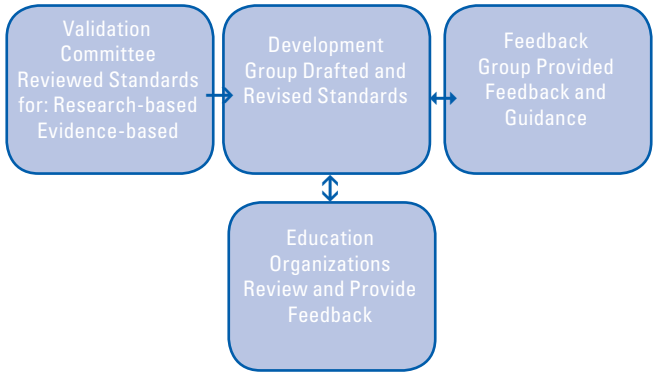 Validation
Committee
Reviewed Standards
for: Research-based
Evidence-based
Development
Group Drafted and
Revised Standards
Feedback
Group Provided
Feedback and
Guidance
Education
Organizations
Review and Provide
Feedback